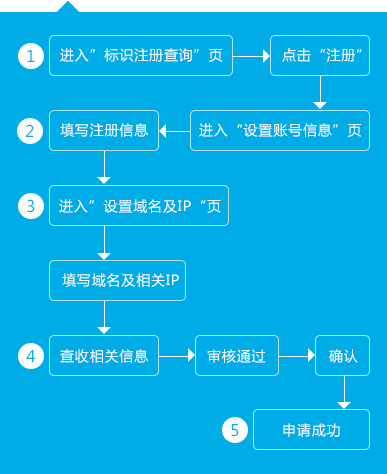 1
进入”标识注册查询”页
点击“注册”
2
填写注册信息
进入“设置账号信息”页
3
进入”设置域名及IP“页
填写域名及相关IP
4
查收相关信息
审核通过
确认
5
申请成功